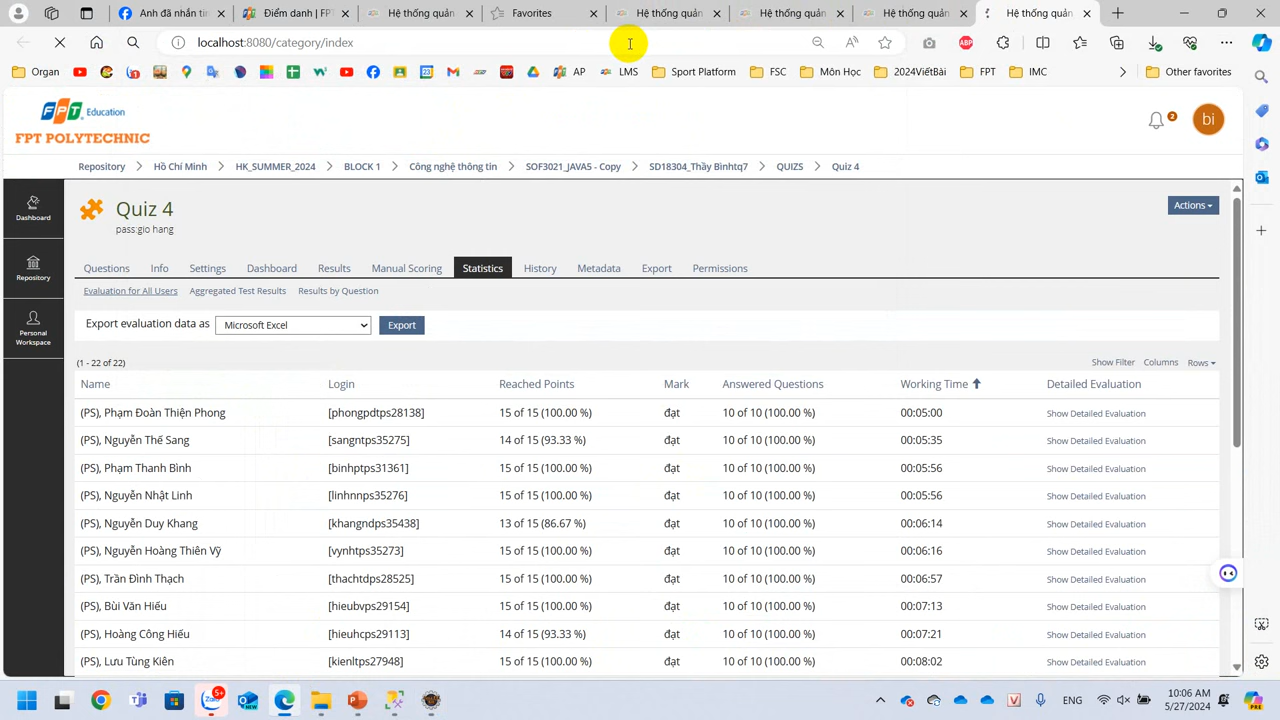 Anh đã nhắn
Điểm danh | FPT
Hệ thống quản
Favorites
Hệ thống quản
Hệ thống quản
Hệ thống quản
Hệ thống quản
localhost:8080/category/index
Organ
AP
LMS
Sport Platform
FSC
Môn Học
2024ViếtBài
FPT
IMC
Other favorites
FPT Education
FPT POLYTECHNIC
2
bi
Repository
Hồ Chí Minh
HK_SUMMER_2024
BLOCK 1
Công nghệ thông tin
SOF3021_JAVA5 - Copy
SD18304_Thầy Bìnhtq7
QUIZS
Quiz 4
Dashboard
Repository
Personal
Workspace
Quiz 4
pass:gio hang
Actions
Questions Info Settings Dashboard Results Manual Scoring Statistics History Metadata Export Permissions
Evaluation for All Users Aggregated Test Results Results by Question
Export evaluation data as Microsoft Excel Export
(1 - 22 of 22) Show Filter Columns Rows
Name Login Reached Points Mark Answered Questions Working Time Detailed Evaluation
(PS), Phạm Đoàn Thiện Phong [phongpdtps28138] 15 of 15 (100.00 %) đạt 10 of 10 (100.00 %) 00:05:00 Show Detailed Evaluation
(PS), Nguyễn Thế Sang [sangntps35275] 14 of 15 (93.33 %) đạt 10 of 10 (100.00 %) 00:05:35 Show Detailed Evaluation
(PS), Phạm Thanh Bình [binhptps31361] 15 of 15 (100.00 %) đạt 10 of 10 (100.00 %) 00:05:56 Show Detailed Evaluation
(PS), Nguyễn Nhật Linh [linhnnps35276] 15 of 15 (100.00 %) đạt 10 of 10 (100.00 %) 00:05:56 Show Detailed Evaluation
(PS), Nguyễn Duy Khang [khangndps35438] 13 of 15 (86.67 %) đạt 10 of 10 (100.00 %) 00:06:14 Show Detailed Evaluation
(PS), Nguyễn Hoàng Thiên Vỹ [vynhtps35273] 15 of 15 (100.00 %) đạt 10 of 10 (100.00 %) 00:06:16 Show Detailed Evaluation
(PS), Trần Đình Thạch [thachtdps28525] 15 of 15 (100.00 %) đạt 10 of 10 (100.00 %) 00:06:57 Show Detailed Evaluation
(PS), Bùi Văn Hiếu [hieubvps29154] 15 of 15 (100.00 %) đạt 10 of 10 (100.00 %) 00:07:13 Show Detailed Evaluation
(PS), Hoàng Công Hiếu [hieuhcps29113] 14 of 15 (93.33 %) đạt 10 of 10 (100.00 %) 00:07:21 Show Detailed Evaluation
(PS), Lưu Tùng Kiên [kienltps27948] 15 of 15 (100.00 %) đạt 10 of 10 (100.00 %) 00:08:02 Show Detailed Evaluation
Zalo
5+
NEW
ENG
10:06 AM
5/27/2024
PRE